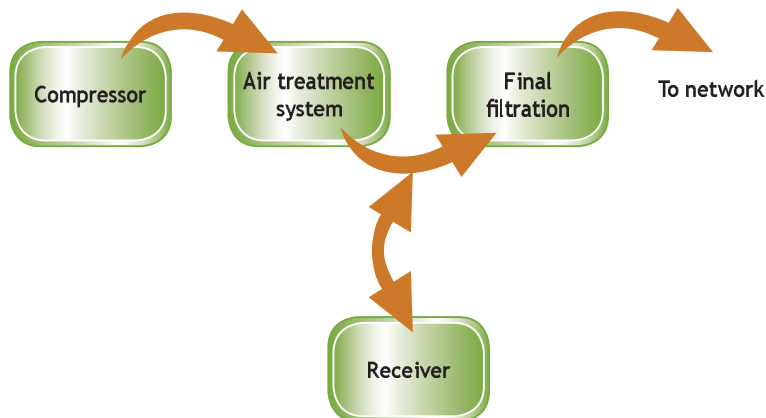 Compressor
Air treatment
system
Final
filtration
To network
Receiver